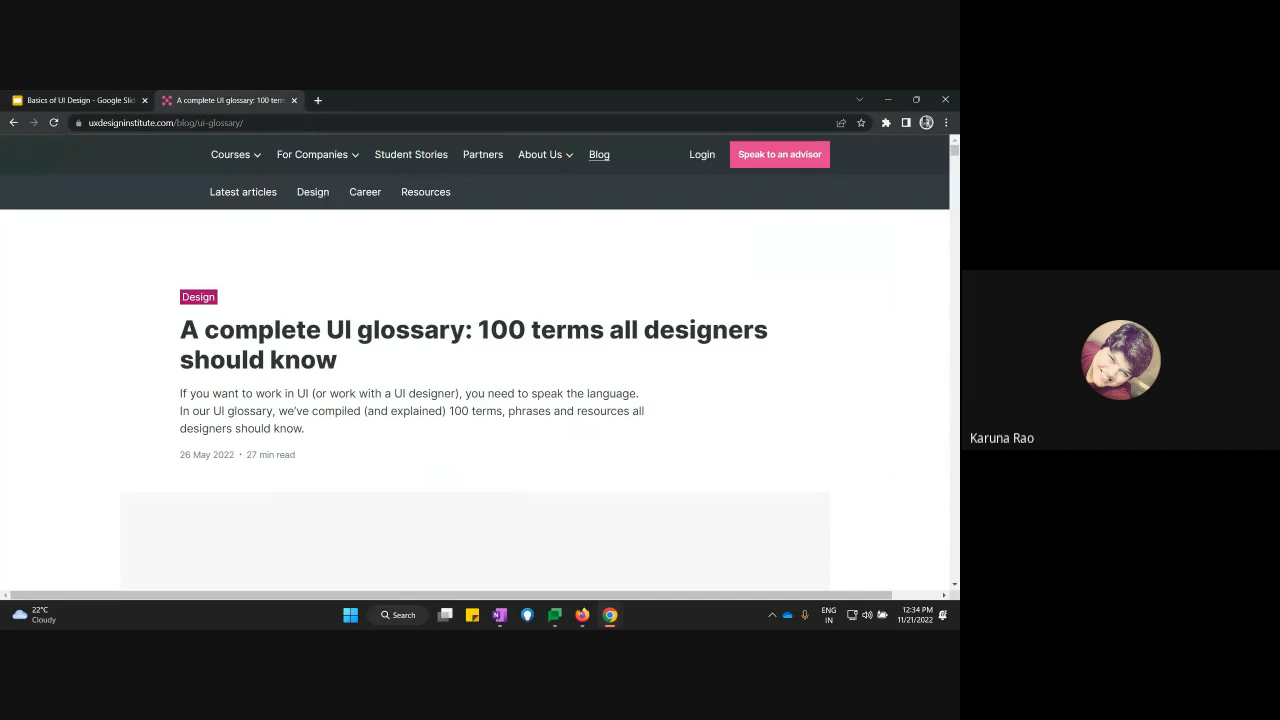 Basics of UI Design - Google Slid
A complete UI glossary: 100 term
uxdesigninstitute.com/blog/ui-glossary/
Courses For Companies Student Stories Partners About Us Blog Login Speak to an advisor
Latest articles Design Career Resources
Design
A complete UI glossary: 100 terms all designers
should know
If you want to work in UI (or work with a UI designer), you need to speak the language.
In our UI glossary, we've compiled (and explained) 100 terms, phrases and resources all
designers should know.
26 May 2022 • 27 min read
Karuna Rao
22°C
Cloudy
Search
ENG
IN
12:34 PM
11/21/2022